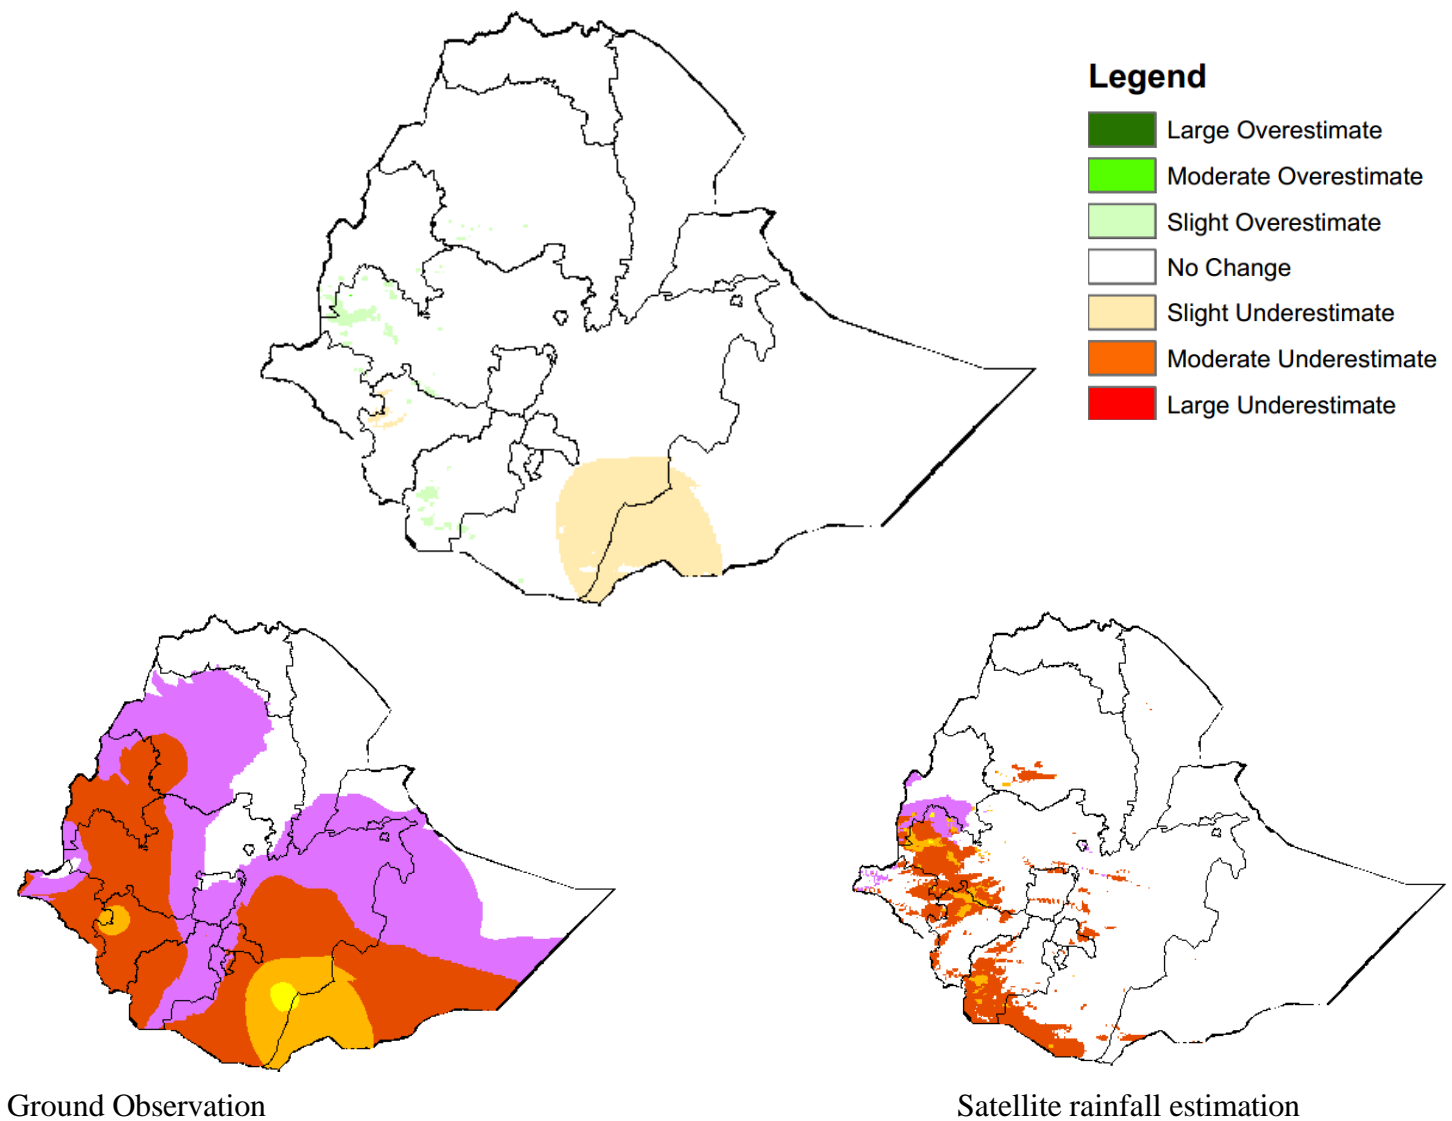 Legend
Large Overestimate
Moderate Overestimate
Slight Overestimate
No Change
Slight Underestimate
Moderate Underestimate
Large Underestimate
Ground Observation
Satellite rainfall estimation